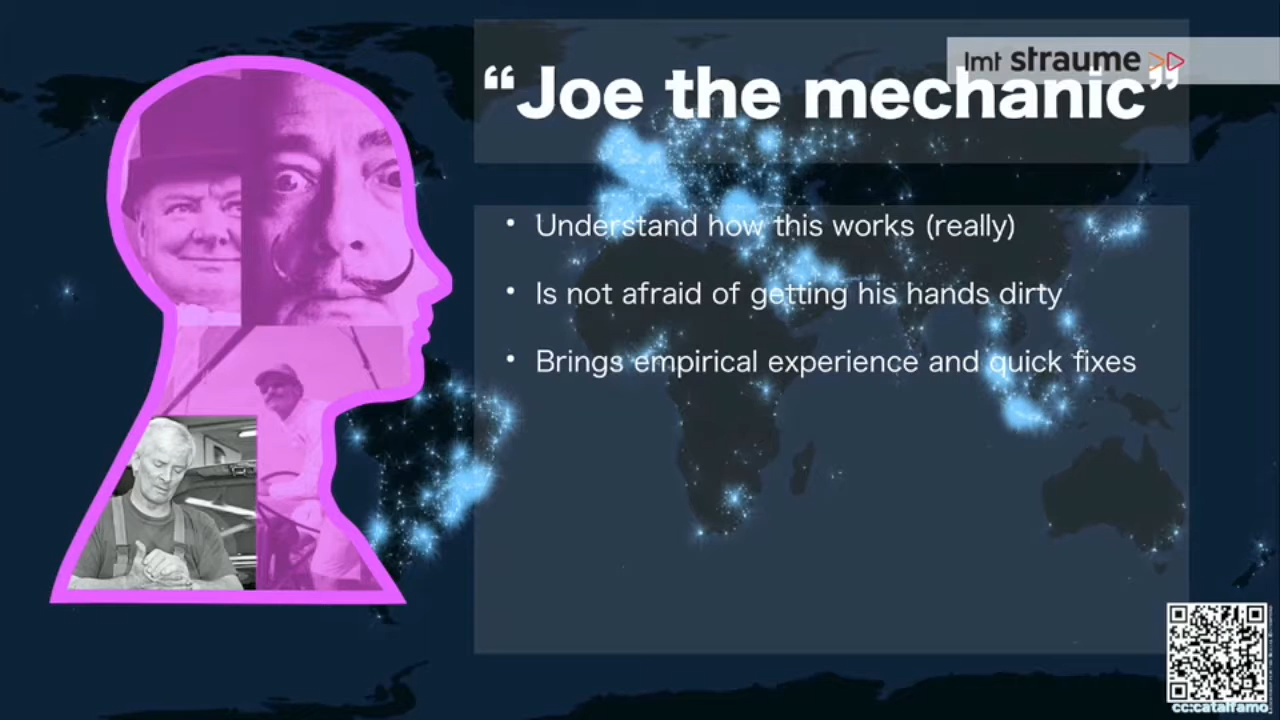 lmt straume
“Joe the mechanic”
• Understand how this works (really)
• Is not afraid of getting his hands dirty
• Brings empirical experience and quick fixes
cc:catalfamo